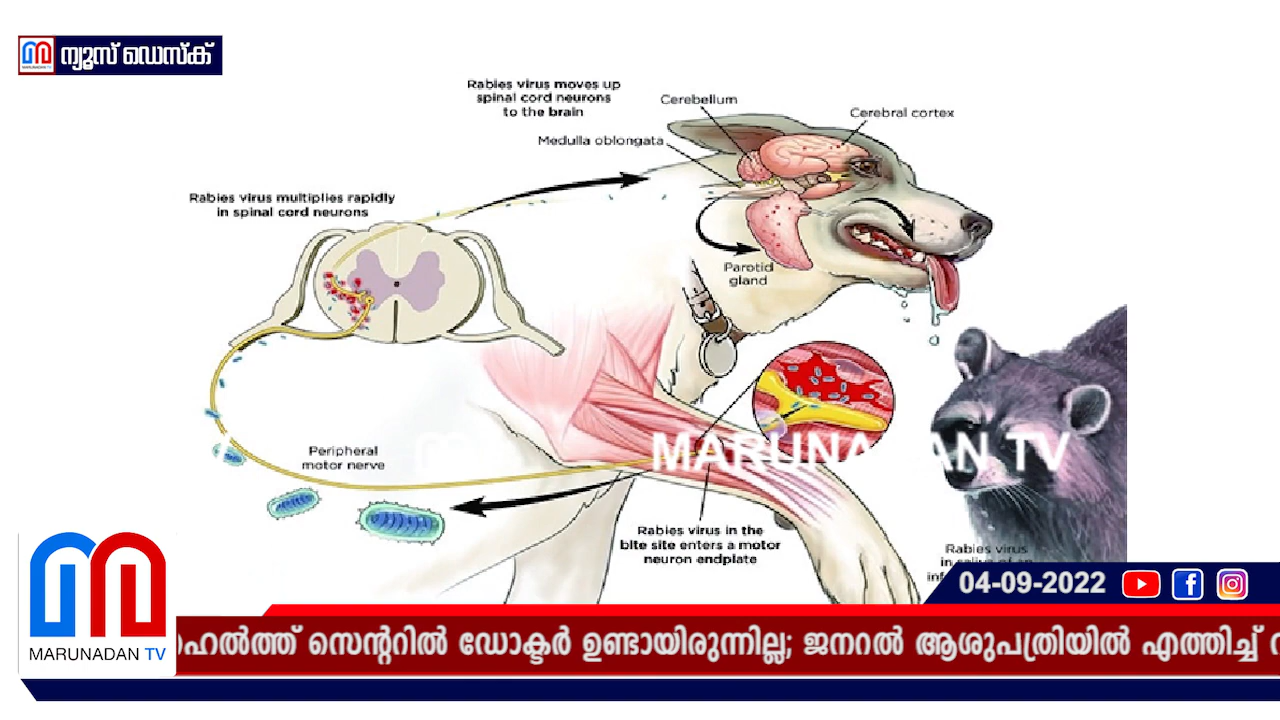 ന്യൂസ് ഡെസ്ക്
Rabies virus moves up
spinal cord neurons
to the brain
Cerebellum
Cerebral cortex
Medulla oblongata
Rabies virus multiplies rapidly
in spinal cord neurons
Parotid
gland
Peripheral
motor nerve
MARUNADAN TV
Rabies virus in the
bite site enters a motor
neuron endplate
Rabies virus
04-09-2022
MARUNADAN TV
ഹെൽത്ത് സെന്ററിൽ ഡോക്ടർ ഉണ്ടായിരുന്നില്ല; ജനറൽ ആശുപത്രിയിൽ എത്തിച്ച്